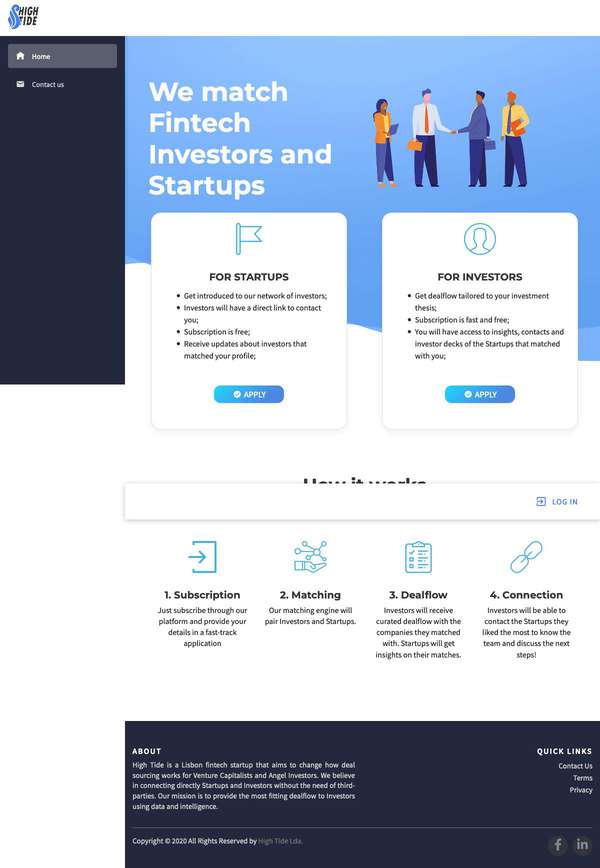 HIGH
TIDE
Home
Contact us
We match
Fintech
Investors and
Startups
FOR STARTUPS
Get introduced to our network of investors;
Investors will have a direct link to contact
you;
Subscription is free;
Receive updates about investors that
matched your profile;
APPLY
FOR INVESTORS
Get dealflow tailored to your investment
thesis;
Subscription is fast and free;
You will have access to insights, contacts and
investor decks of the Startups that matched
with you;
APPLY
How it works
LOG IN
1. Subscription
Just subscribe through our
platform and provide your
details in a fast-track
application
2. Matching
Our matching engine will
pair Investors and Startups.
3. Dealflow
Investors will receive
curated dealflow with the
companies they matched
with. Startups will get
insights on their matches.
4. Connection
Investors will be able to
contact the Startups they
liked the most to know the
team and discuss the next
steps!
ABOUT
High Tide is a Lisbon fintech startup that aims to change how deal
sourcing works for Venture Capitalists and Angel Investors. We believe
in connecting directly Startups and Investors without the need of third-
parties. Our mission is to provide the most fitting dealflow to Investors
using data and intelligence.
QUICK LINKS
Contact Us
Terms
Privacy
Copyright © 2020 All Rights Reserved by High Tide Lda.